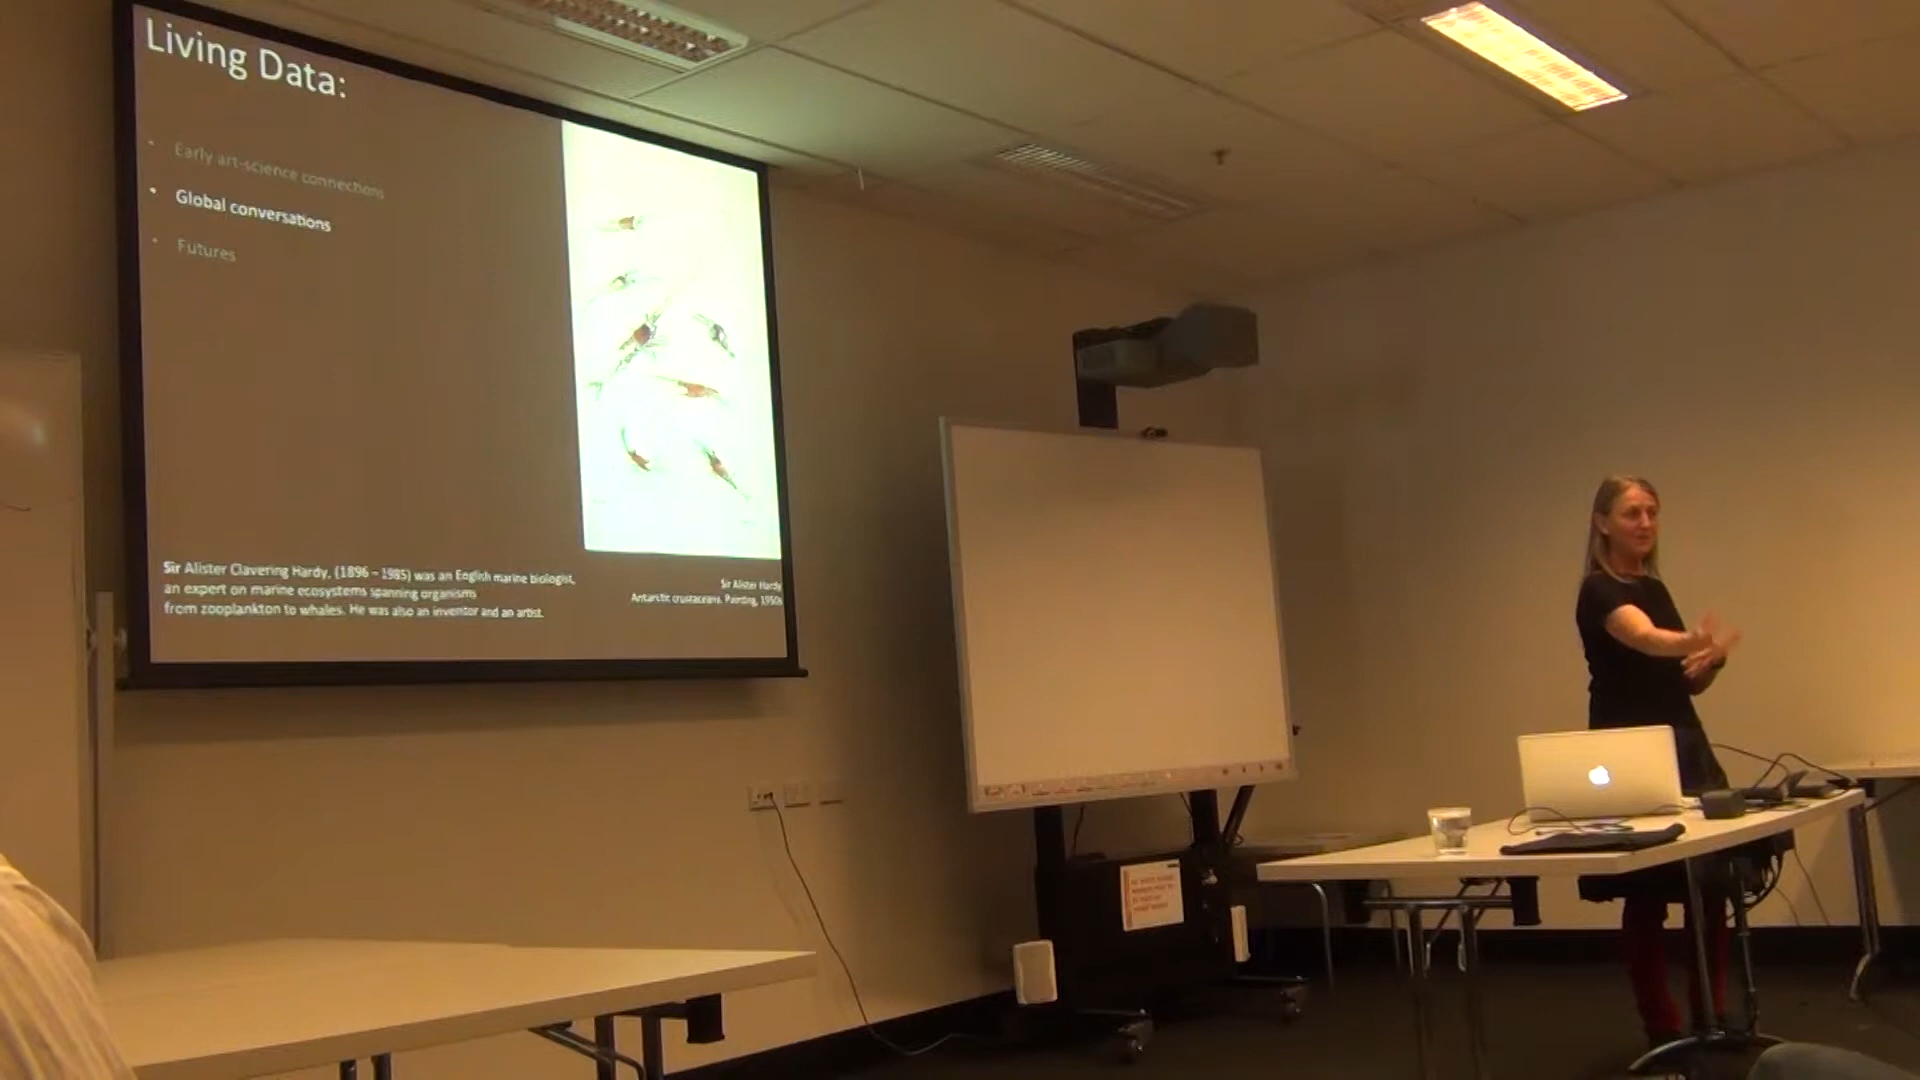 Living Data:
Early art-science connections
Global conversations
Futures
Sir Alister Clavering Hardy, (1896 – 1985) was an English marine biologist,
an expert on marine ecosystems spanning organisms
from zooplankton to whales. He was also an inventor and an artist.
Sir Alister Hardy
Antarctic crustaceans. Painting, 1950s